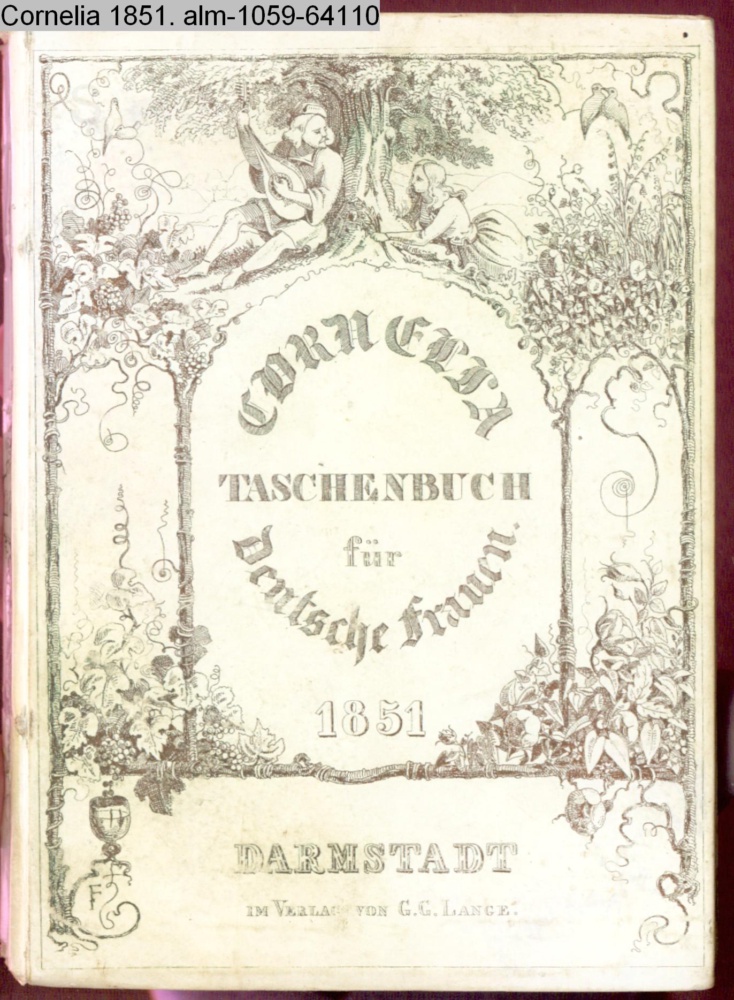 Cornelia 1851. alm-1059-64110
CORNELIA
TASCHENBUCH
für
Deutsche Frauen.
1851
DARMSTADT
IM VERLAG VON G.G. LANGE.
F